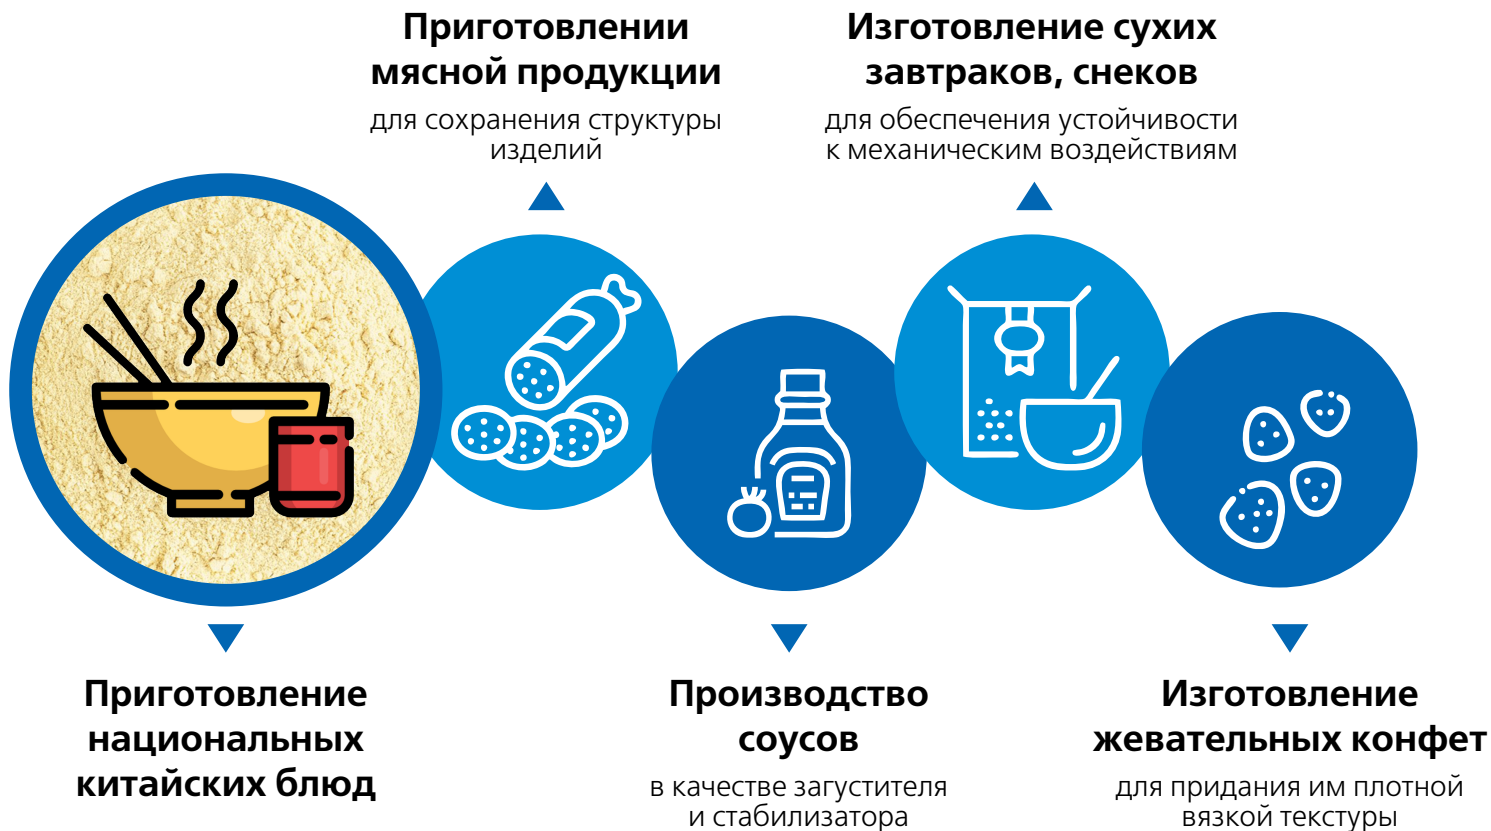 Приготовлении
мясной продукции
для сохранения структуры
изделий
Изготовление сухих
завтраков, снеков
для обеспечения устойчивости
к механическим воздействиям
Приготовление
национальных
китайских блюд
Производство
соусов
в качестве загустителя
и стабилизатора
Изготовление
жевательных конфет
для придания им плотной
вязкой текстуры